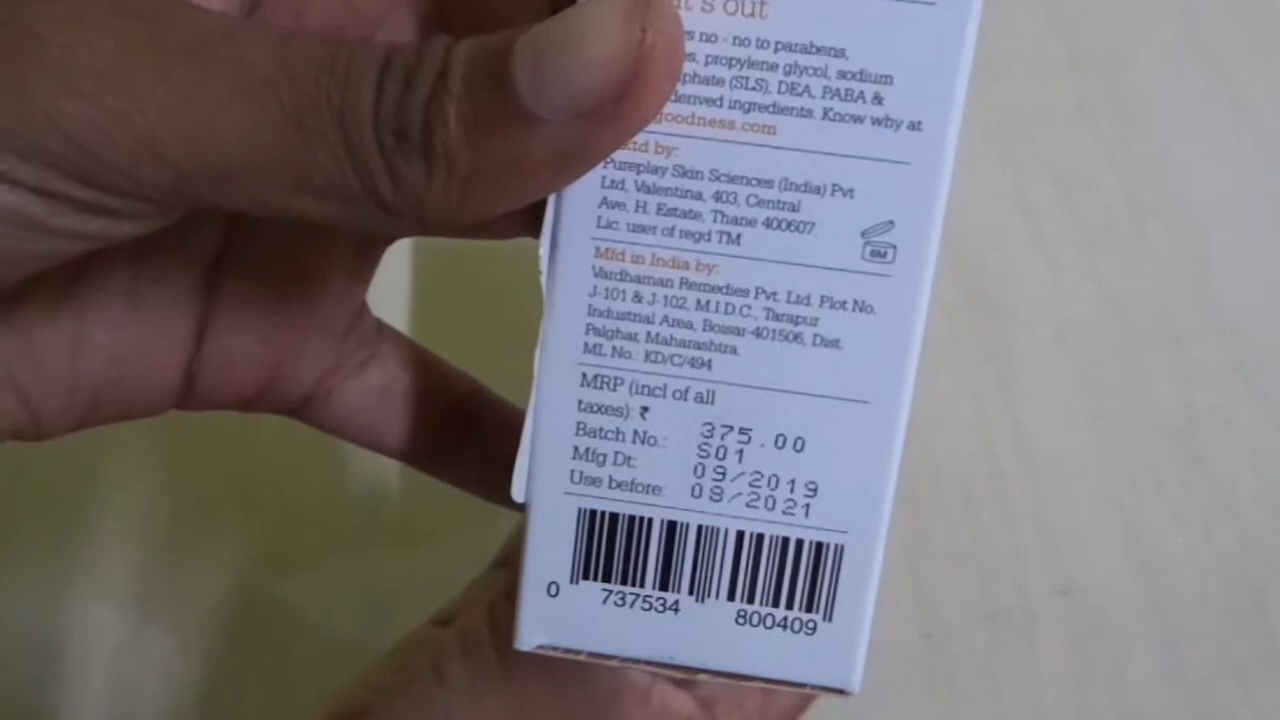 it's out
no - no to parabens,
propylene glycol, sodium
(SLS), DEA, PABA &
derived ingredients. Know why at
goodness.com
by:
Pureplay Skin Sciences (India) Pvt
Ltd, Valentina, 403, Central
Ave, H. Estate, Thane 400607.
Lic. user of regd TM
6M
Mfd in India by:
Vardhaman Remedies Pvt. Ltd. Plot No.
J-101 & J-102, M.I.D.C., Tarapur
Industrial Area, Boisar-401506, Dist.
Palghar, Maharashtra.
ML No.: KD/C/494
MRP (incl of all
taxes): ₹ 375.00
Batch No.: S01
Mfg Dt: 09/2019
Use before: 08/2021
0 737534 800409